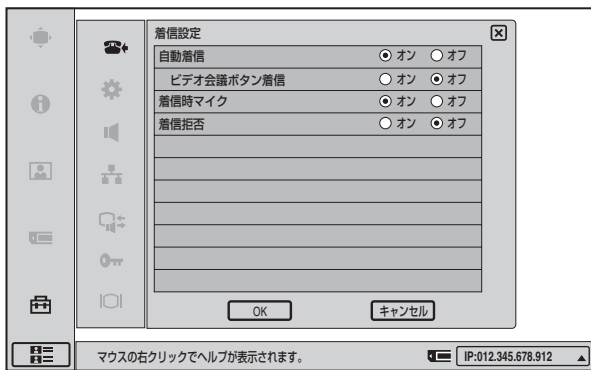 着信設定
自動着信 オン オフ
ビデオ会議ボタン着信 オン オフ
着信時マイク オン オフ
着信拒否 オン オフ
OK キャンセル
マウスの右クリックでヘルプが表示されます。 IP:012.345.678.912